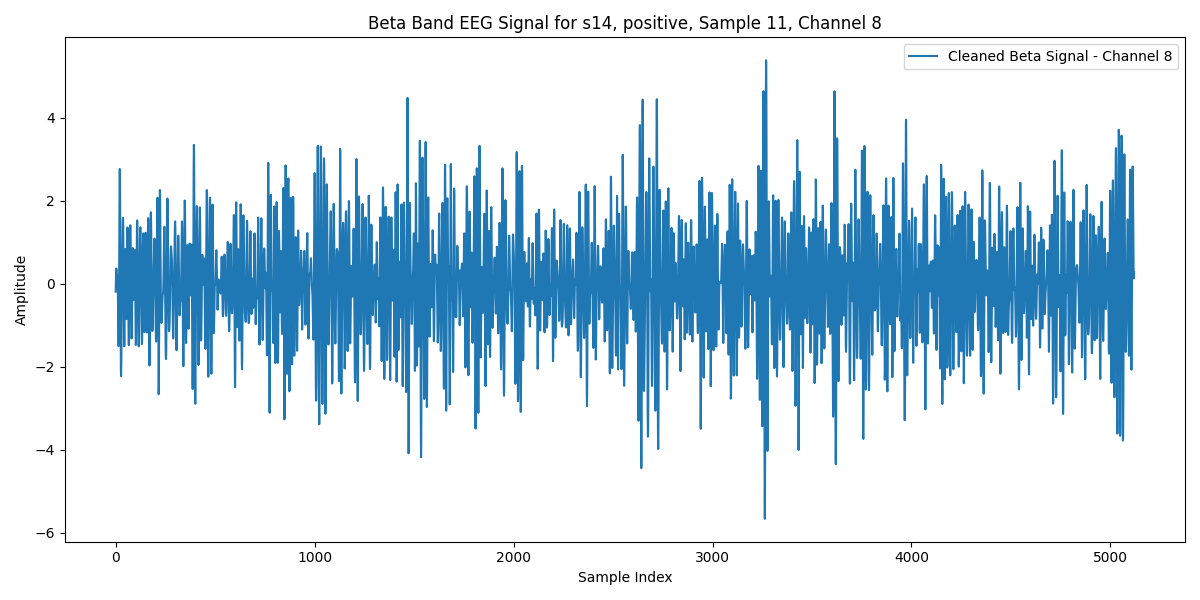 Beta Band EEG Signal for s14, positive, Sample 11, Channel 8
Cleaned Beta Signal - Channel 8
Amplitude
4
2
0
−2
−4
−6
0 1000 2000 3000 4000 5000
Sample Index